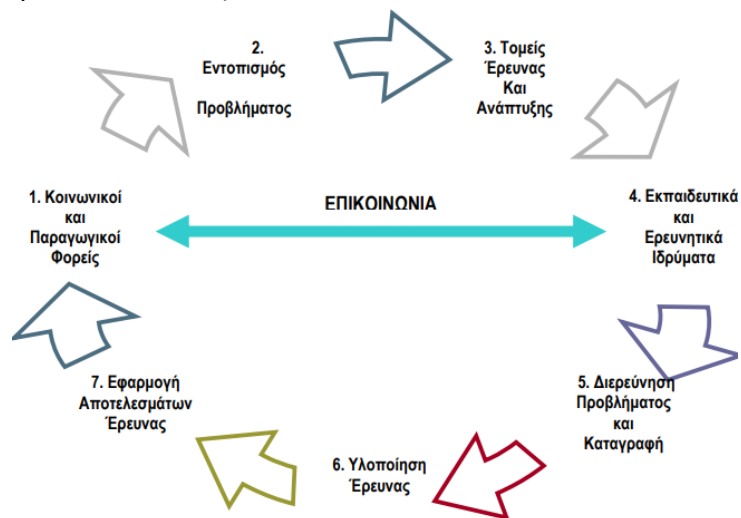 2.
Εντοπισμός
Προβλήματος
3. Τομείς
Έρευνας
Και
Ανάπτυξης
1. Κοινωνικοί
και
Παραγωγικοί
Φορείς
ΕΠΙΚΟΙΝΩΝΙΑ
4. Εκπαιδευτικά
και
Ερευνητικά
Ιδρύματα
5. Διερεύνηση
Προβλήματος
και
Καταγραφή
6. Υλοποίηση
Έρευνας
7. Εφαρμογή
Αποτελεσμάτων
Έρευνας